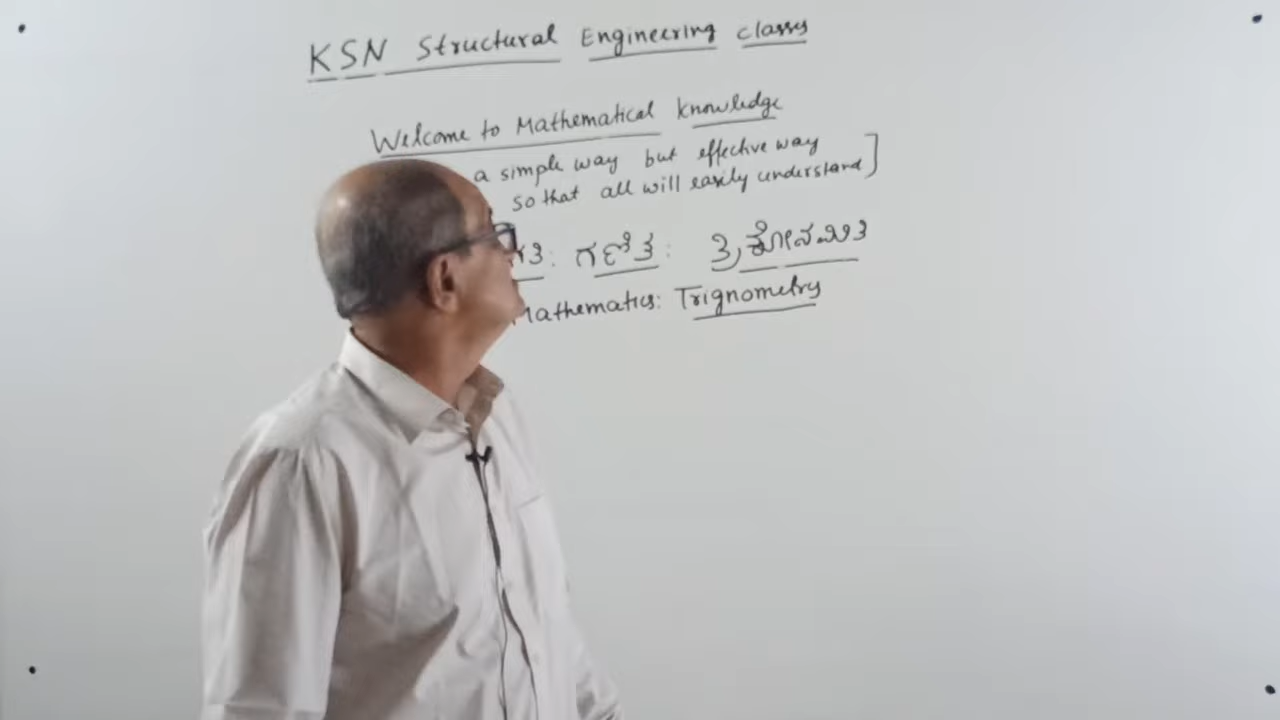 KSN Structural Engineering classes
Welcome to Mathematical Knowledge
a simple way but effective way
so that all will easily understand]
ಗಣಿತ: ತ್ರಿಕೋನಮಿತಿ
Mathematics: Trignometry